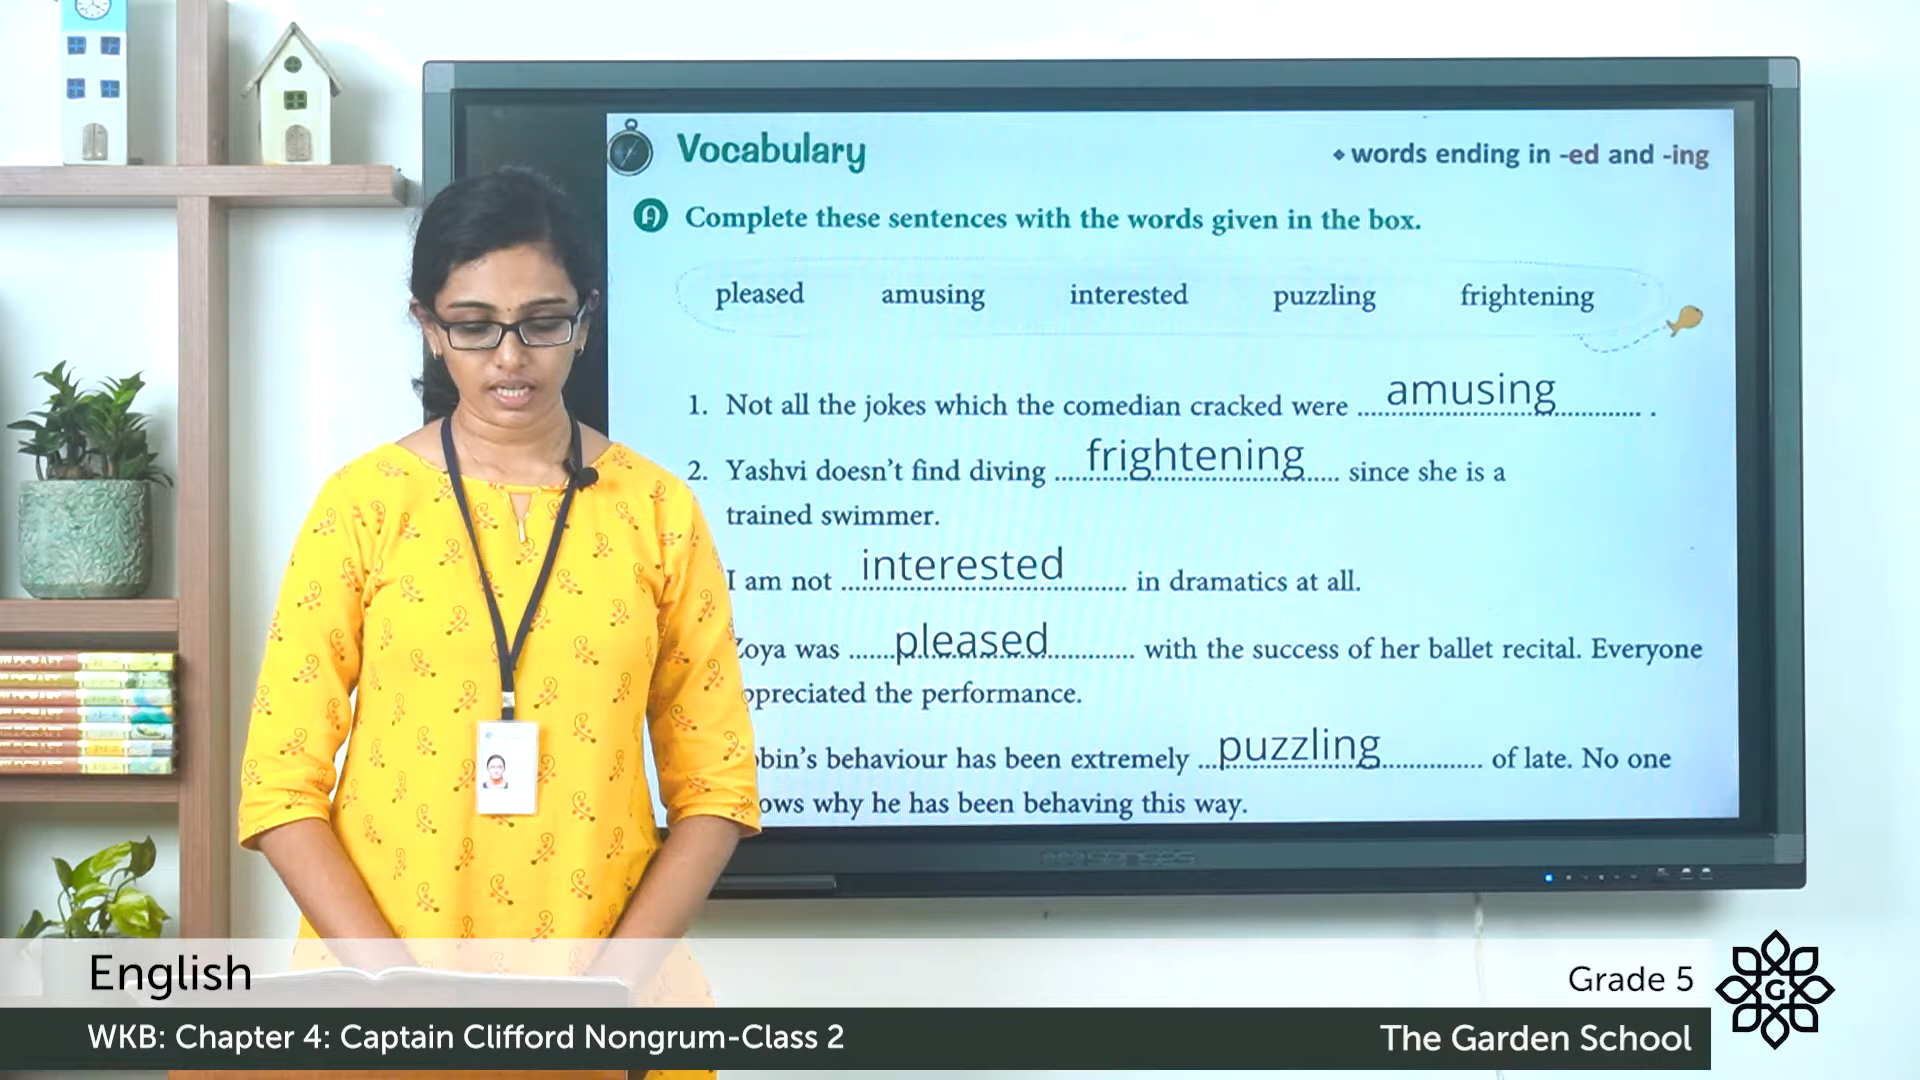 Vocabulary
❖ words ending in -ed and -ing
A Complete these sentences with the words given in the box.
pleased amusing interested puzzling frightening
1. Not all the jokes which the comedian cracked were amusing .
2. Yashvi doesn't find diving frightening since she is a
trained swimmer.
I am not interested in dramatics at all.
Zoya was pleased with the success of her ballet recital. Everyone
ppreciated the performance.
bin's behaviour has been extremely puzzling of late. No one
ows why he has been behaving this way.
English
Grade 5
G
WKB: Chapter 4: Captain Clifford Nongrum-Class 2
The Garden School